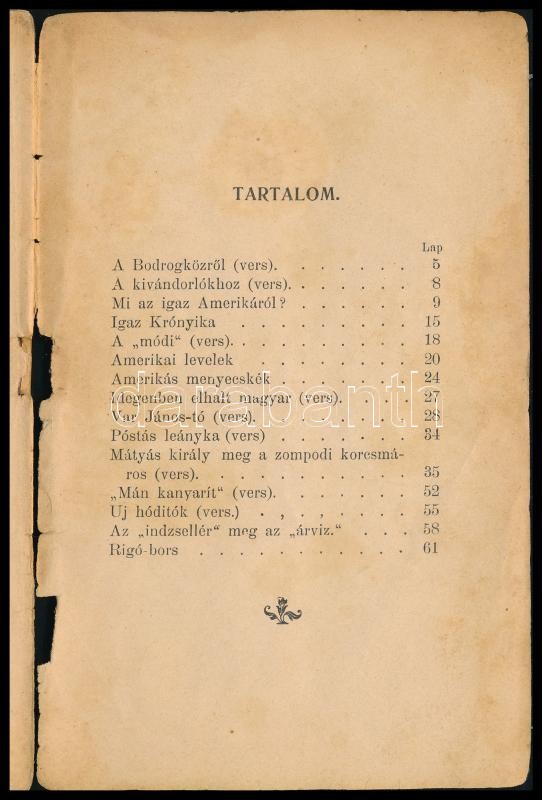 TARTALOM.
Lap
A Bodrogközről (vers). . . . . . . 5
A kivándorlókhoz (vers). . . . . . . 8
Mi az igaz Amerikáról? . . . . . . 9
Igaz Krónyika . . . . . . . . . 15
A „módi“ (vers). . . . . . . . . 18
Amerikai levelek . . . . . . . . 20
Amerikás menyecskék . . . . . . . 24
Idegenben elhalt magyar (vers). . . . . 27
Var János-tó (vers). . . . . . . . 28
Póstás leányka (vers) . . . . . . . 34
Mátyás király meg a zompodi korcsmá-
ros (vers). . . . . . . . . . 35
„Mán kanyarít“ (vers). . . . . . . 52
Uj hóditók (vers.) . , . . . . . . 55
Az „indzsellér“ meg az „árviz.“ . . . 58
Rigó-bors . . . . . . . . . . . 61
darabanth